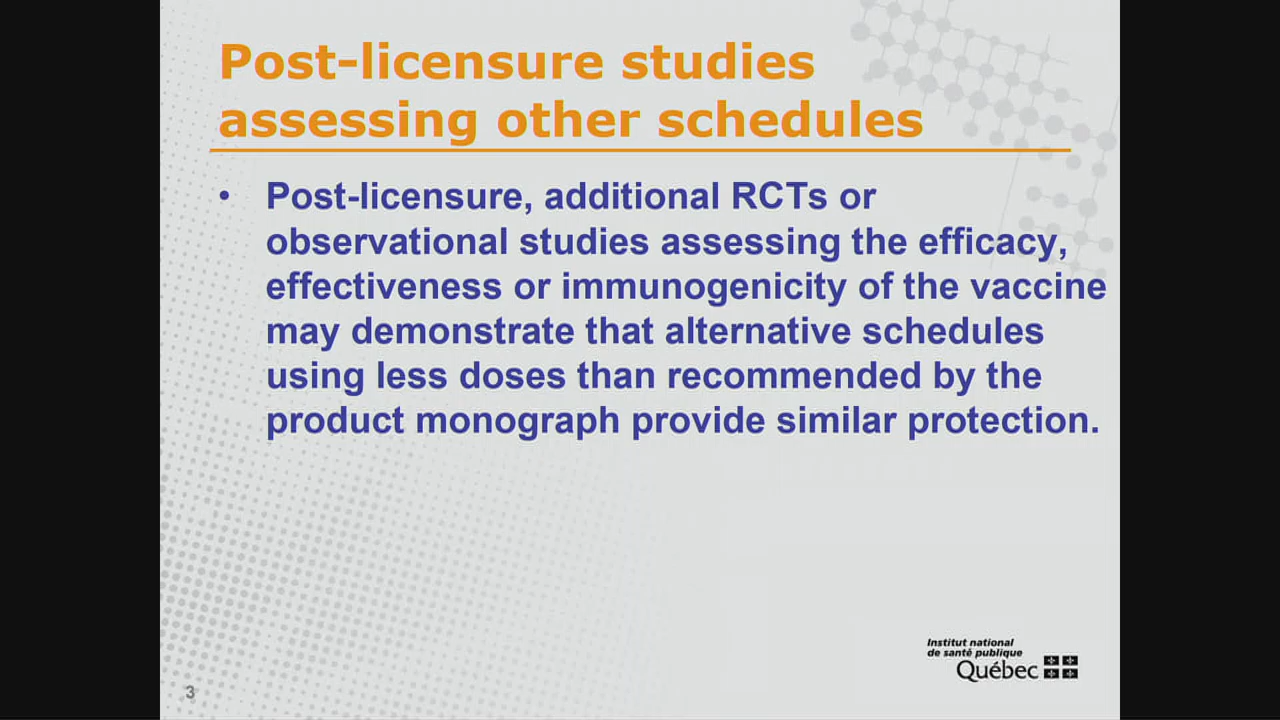 Post-licensure studies
assessing other schedules
• Post-licensure, additional RCTs or
observational studies assessing the efficacy,
effectiveness or immunogenicity of the vaccine
may demonstrate that alternative schedules
using less doses than recommended by the
product monograph provide similar protection.
Institut national
de santé publique
Québec
3